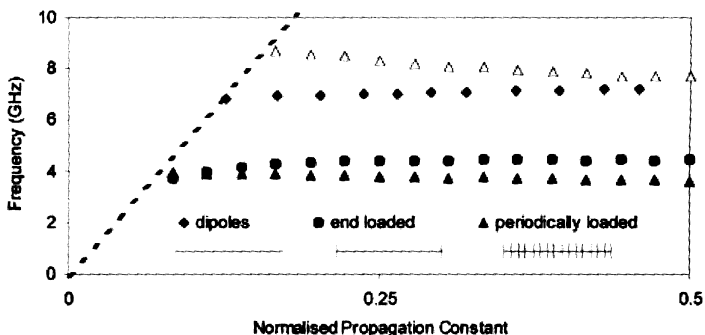 10
8
6
4
2
0
Frequency (GHz)
dipoles end loaded periodically loaded
0 0.25 0.5
Normalised Propagation Constant